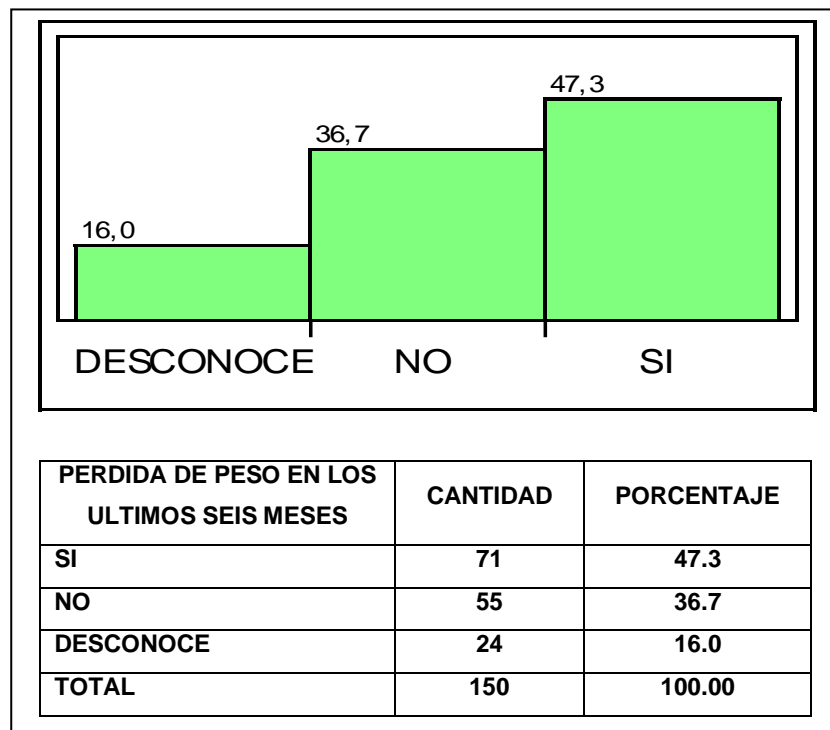 47,3
36,7
16,0
DESCONOCE NO SI
PERDIDA DE PESO EN LOS ULTIMOS SEIS MESES CANTIDAD PORCENTAJE
SI 71 47.3
NO 55 36.7
DESCONOCE 24 16.0
TOTAL 150 100.00